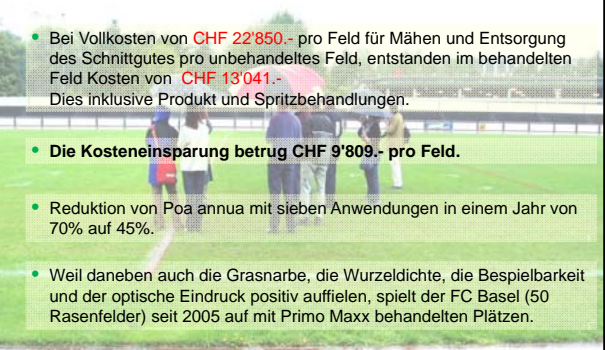 • Bei Vollkosten von CHF 22'850.- pro Feld für Mähen und Entsorgung
des Schnittgutes pro unbehandeltes Feld, entstanden im behandelten
Feld Kosten von CHF 13'041.-
Dies inklusive Produkt und Spritzbehandlungen.
• Die Kosteneinsparung betrug CHF 9'809.- pro Feld.
• Reduktion von Poa annua mit sieben Anwendungen in einem Jahr von
70% auf 45%.
• Weil daneben auch die Grasnarbe, die Wurzeldichte, die Bespielbarkeit
und der optische Eindruck positiv auffielen, spielt der FC Basel (50
Rasenfelder) seit 2005 auf mit Primo Maxx behandelten Plätzen.